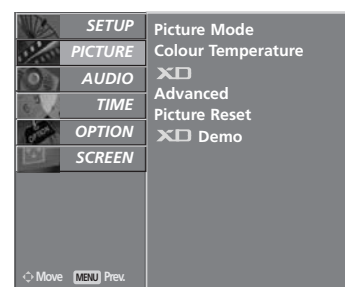 SETUP
PICTURE
AUDIO
TIME
OPTION
SCREEN
Move MENU Prev.
Picture Mode
Colour Temperature
XD
Advanced
Picture Reset
XD Demo